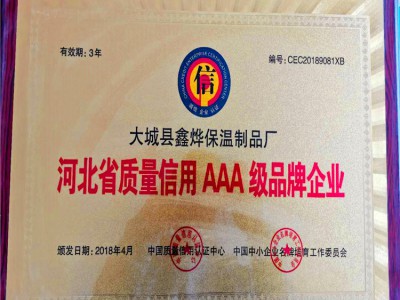 有效期:3年
编号:CEC20189081XB
信
大城县鑫烨保温制品厂
河北省质量信用 AAA 级品牌企业
颁发日期:2018年4月 中国质量信用认证中心 中国中小企业名牌培育工作委员会